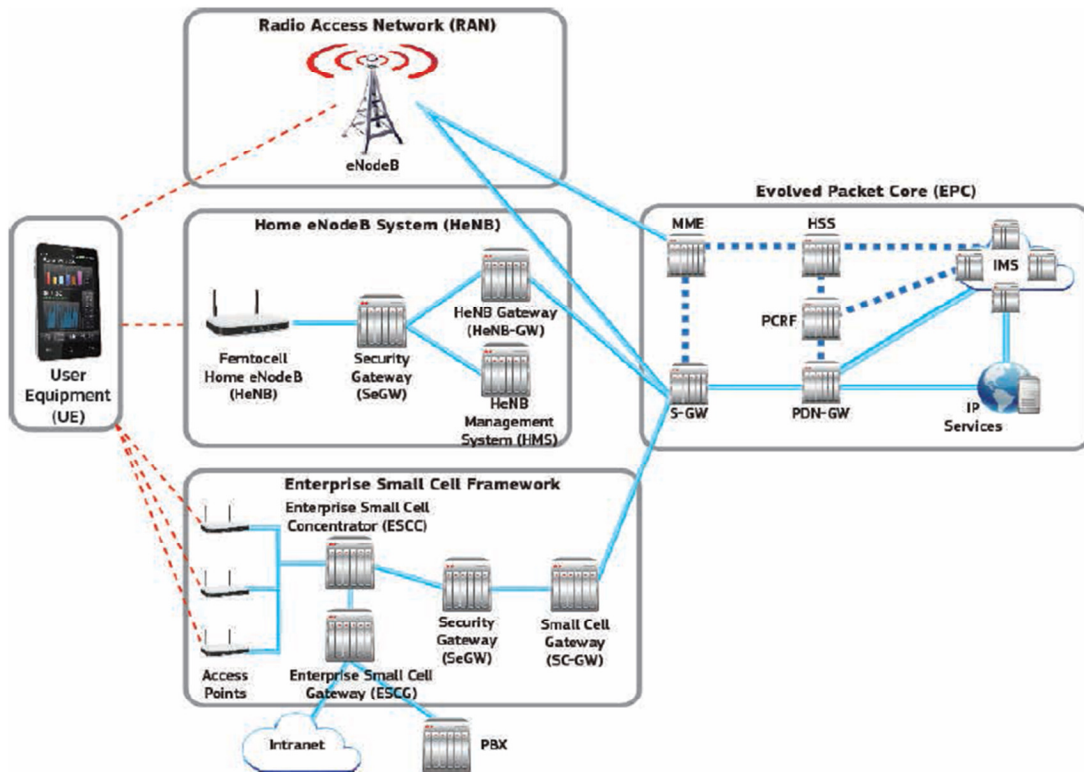 Radio Access Network (RAN)
eNodeB
Evolved Packet Core (EPC)
MME
HSS
IMS
PCRF
S-GW
PDN-GW
IP
Services
Home eNodeB System (HeNB)
HeNB Gateway
(HeNB-GW)
Femtocell
Home eNodeB
(HeNB)
Security
Gateway
(SeGW)
HeNB
Management
System (HMS)
User
Equipment
(UE)
Enterprise Small Cell Framework
Enterprise Small Cell
Concentrator (ESCC)
Security
Gateway
(SeGW)
Small Cell
Gateway
(SC-GW)
Access
Points
Enterprise Small Cell
Gateway (ESCG)
Intranet
PBX